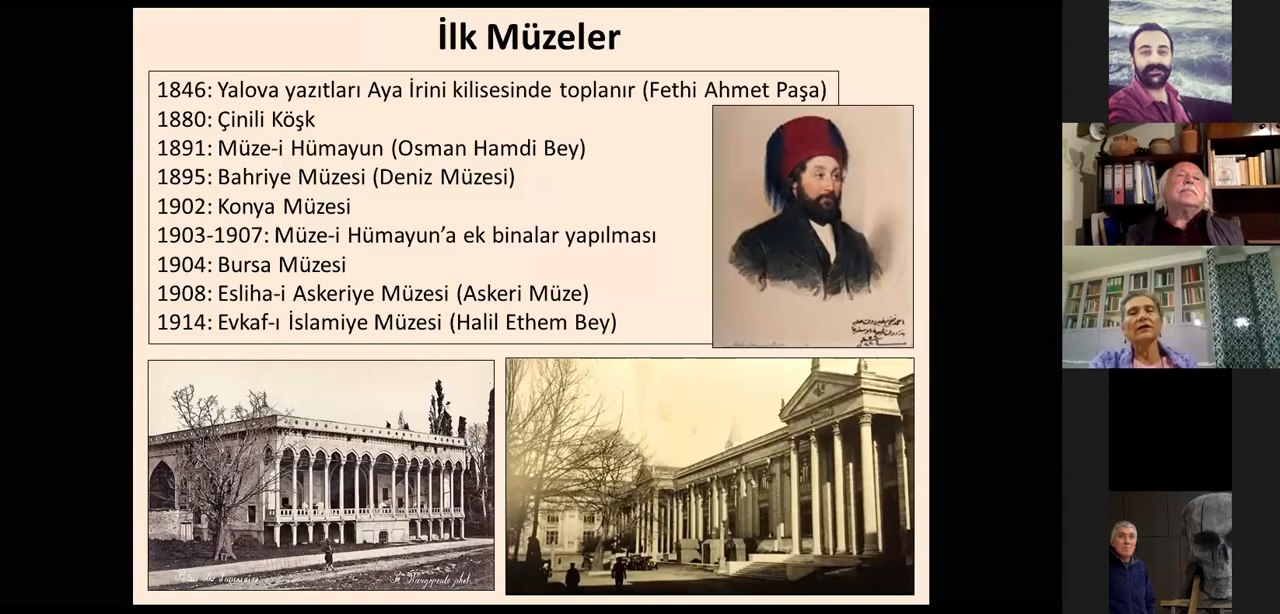 İlk Müzeler
1846: Yalova yazıtları Aya İrini kilisesinde toplanır (Fethi Ahmet Paşa)
1880: Çinili Köşk
1891: Müze-i Hümayun (Osman Hamdi Bey)
1895: Bahriye Müzesi (Deniz Müzesi)
1902: Konya Müzesi
1903-1907: Müze-i Hümayun’a ek binalar yapılması
1904: Bursa Müzesi
1908: Esliha-i Askeriye Müzesi (Askeri Müze)
1914: Evkaf-ı İslamiye Müzesi (Halil Ethem Bey)
phot.